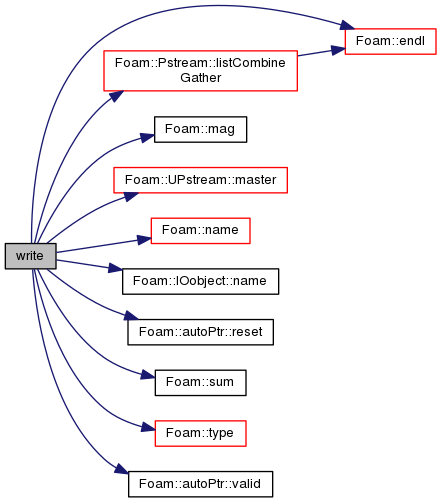 Foam::endl
Foam::Pstream::listCombine
Gather
Foam::mag
Foam::UPstream::master
Foam::name
write
Foam::IOobject::name
Foam::autoPtr::reset
Foam::sum
Foam::type
Foam::autoPtr::valid